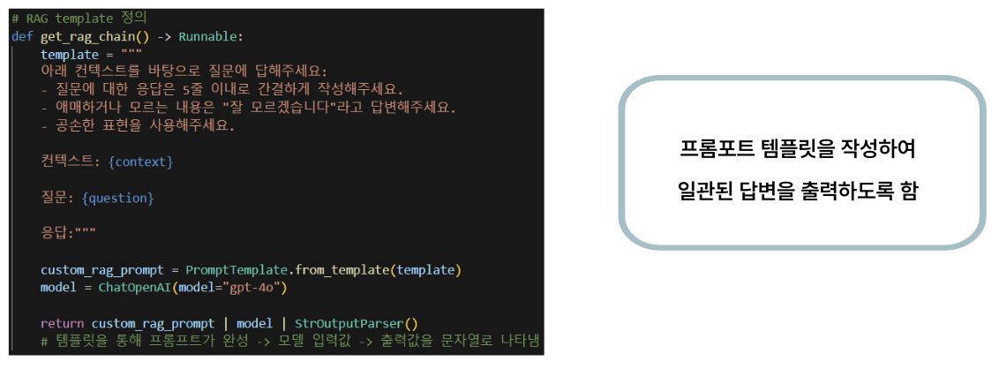 # RAG template 정의
def get_rag_chain() -> Runnable:
    template = """
    아래 컨텍스트를 바탕으로 질문에 답해주세요:
    - 질문에 대한 응답은 5줄 이내로 간결하게 작성해주세요.
    - 애매하거나 모르는 내용은 "잘 모르겠습니다"라고 답변해주세요.
    - 공손한 표현을 사용해주세요.

    컨텍스트: {context}

    질문: {question}

    응답:"""

    custom_rag_prompt = PromptTemplate.from_template(template)
    model = ChatOpenAI(model="gpt-4o")

    return custom_rag_prompt | model | StrOutputParser()
    # 템플릿을 통해 프롬프트가 완성 -> 모델 입력값 -> 출력값을 문자열로 나타냄
프롬포트 템플릿을 작성하여
일관된 답변을 출력하도록 함